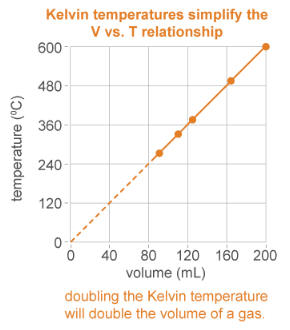 Kelvin temperatures simplify the
V vs. T relationship
600
480
360
240
120
0
temperature (ºC)
0 40 80 120 160 200
volume (mL)
doubling the Kelvin temperature
will double the volume of a gas.